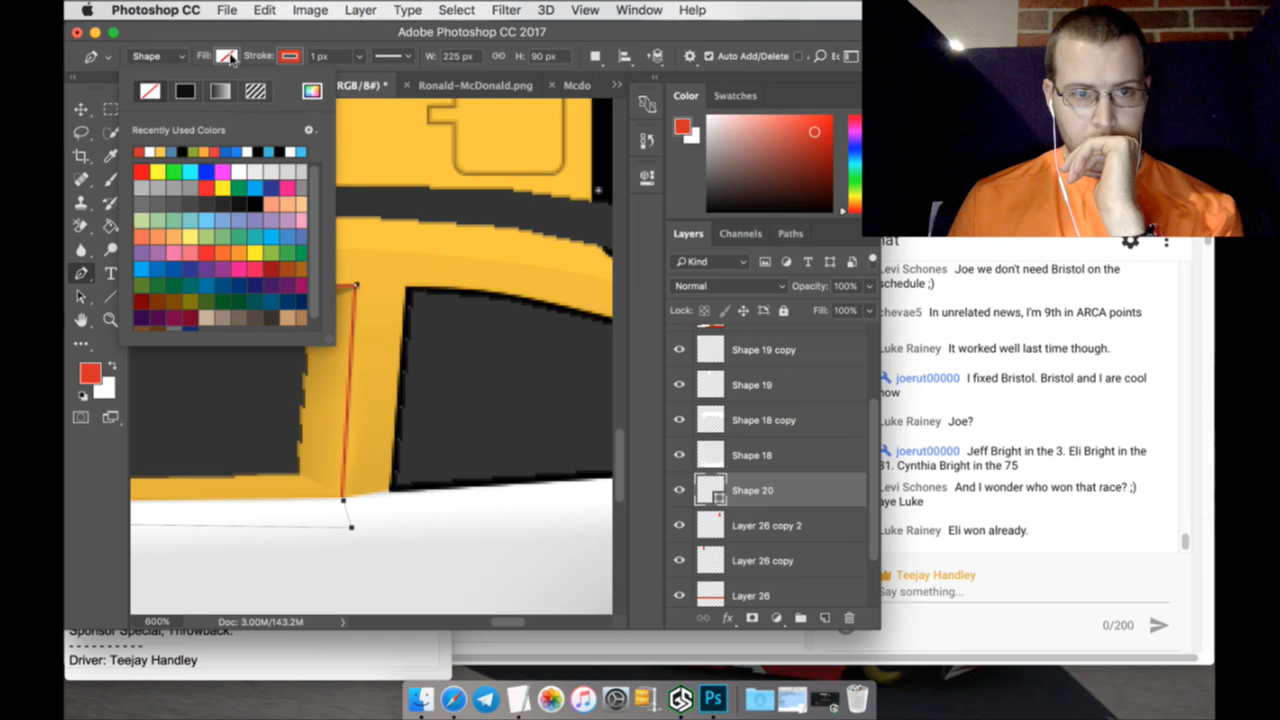 Photoshop CC File Edit Image Layer Type Select Filter 3D View Window Help
Adobe Photoshop CC 2017
Shape Fill: Stroke: 1 px W: 225 px H: 90 px Auto Add/Delete
RGB/8#) * × Ronald-McDonald.png × Mcdo
Recently Used Colors
Color Swatches
Layers Channels Paths
Kind
Normal Opacity: 100%
Lock: Fill: 100%
Shape 19 copy
Shape 19
Shape 18 copy
Shape 18
Shape 20
Layer 26 copy 2
Layer 26 copy
Layer 26
600% Doc: 3.00M/143.2M
Levi Schones Joe we don't need Bristol on the
schedule ;)
chevae5 In unrelated news, I'm 9th in ARCA points
Luke Rainey It worked well last time though.
joerut00000 I fixed Bristol. Bristol and I are cool
now
Luke Rainey Joe?
joerut00000 Jeff Bright in the 3. Eli Bright in the
31. Cynthia Bright in the 75
Levi Schones And I wonder who won that race? ;)
aye Luke
Luke Rainey Eli won already.
Teejay Handley
Say something...
0/200
Sponsor Special, Throwback.
- - - - - - - - - -
Driver: Teejay Handley
Ps